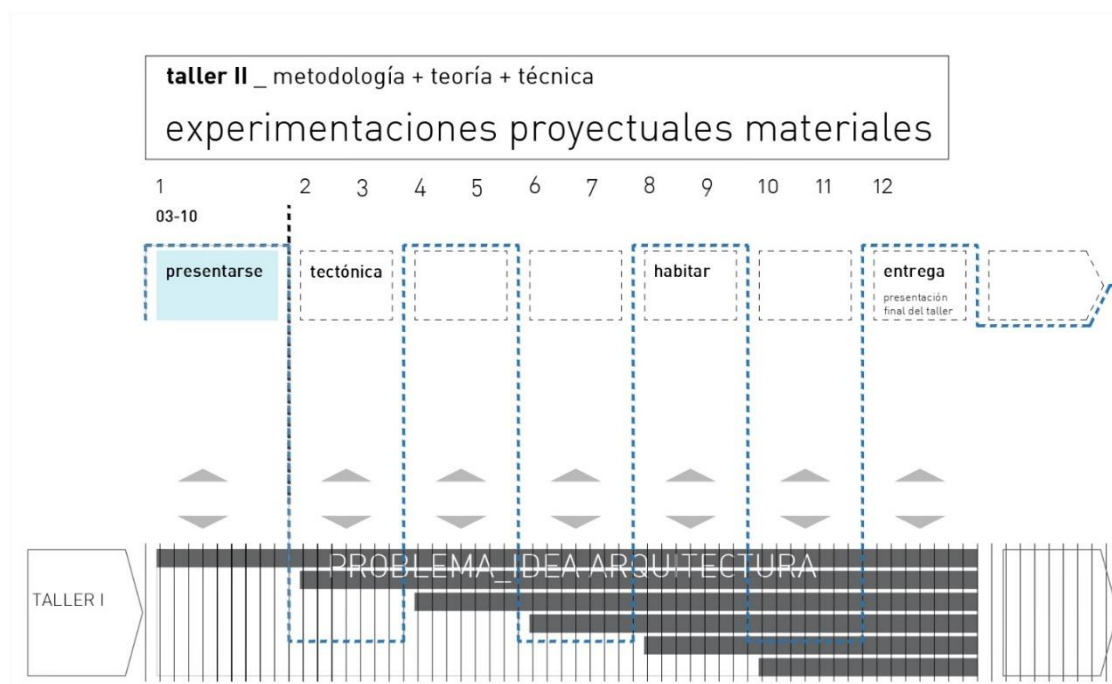 taller II _ metodología + teoría + técnica
experimentaciones proyectuales materiales
1 2 3 4 5 6 7 8 9 10 11 12
03-10
presentarse tectónica habitar entrega
presentación
final del taller
PROBLEMA_IDEA ARQUITECTURA
TALLER I